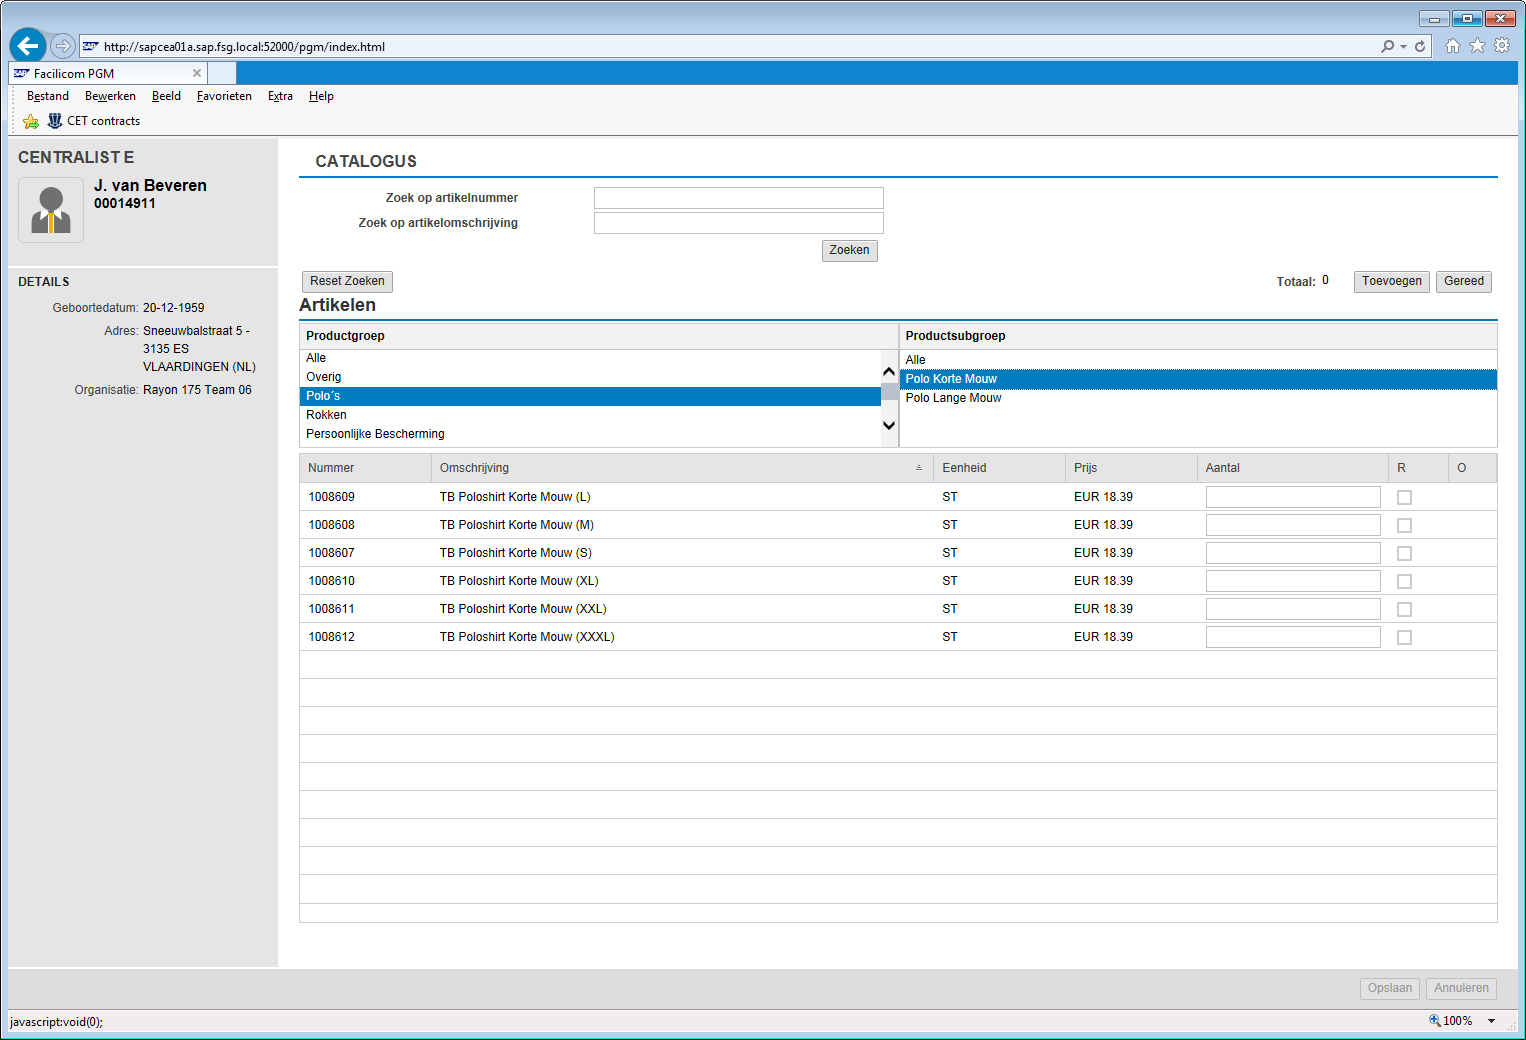 SAP http://sapcea01a.sap.fsg.local:52000/pgm/index.html
SAP Facilicom PGM
Bestand Bewerken Beeld Favorieten Extra Help
CET contracts
CENTRALIST E
J. van Beveren
00014911
DETAILS
Geboortedatum: 20-12-1959
Adres: Sneeuwbalstraat 5 -
3135 ES
VLAARDINGEN (NL)
Organisatie: Rayon 175 Team 06
CATALOGUS
Zoek op artikelnummer
Zoek op artikelomschrijving
Zoeken
Reset Zoeken Totaal: 0 Toevoegen Gereed
Artikelen
Productgroep Productsubgroep
Alle
Overig
Polo´s
Rokken
Persoonlijke Bescherming
Alle
Polo Korte Mouw
Polo Lange Mouw
Nummer Omschrijving Eenheid Prijs Aantal R O
1008609 TB Poloshirt Korte Mouw (L) ST EUR 18.39
1008608 TB Poloshirt Korte Mouw (M) ST EUR 18.39
1008607 TB Poloshirt Korte Mouw (S) ST EUR 18.39
1008610 TB Poloshirt Korte Mouw (XL) ST EUR 18.39
1008611 TB Poloshirt Korte Mouw (XXL) ST EUR 18.39
1008612 TB Poloshirt Korte Mouw (XXXL) ST EUR 18.39
Opslaan Annuleren
javascript:void(0); 100%